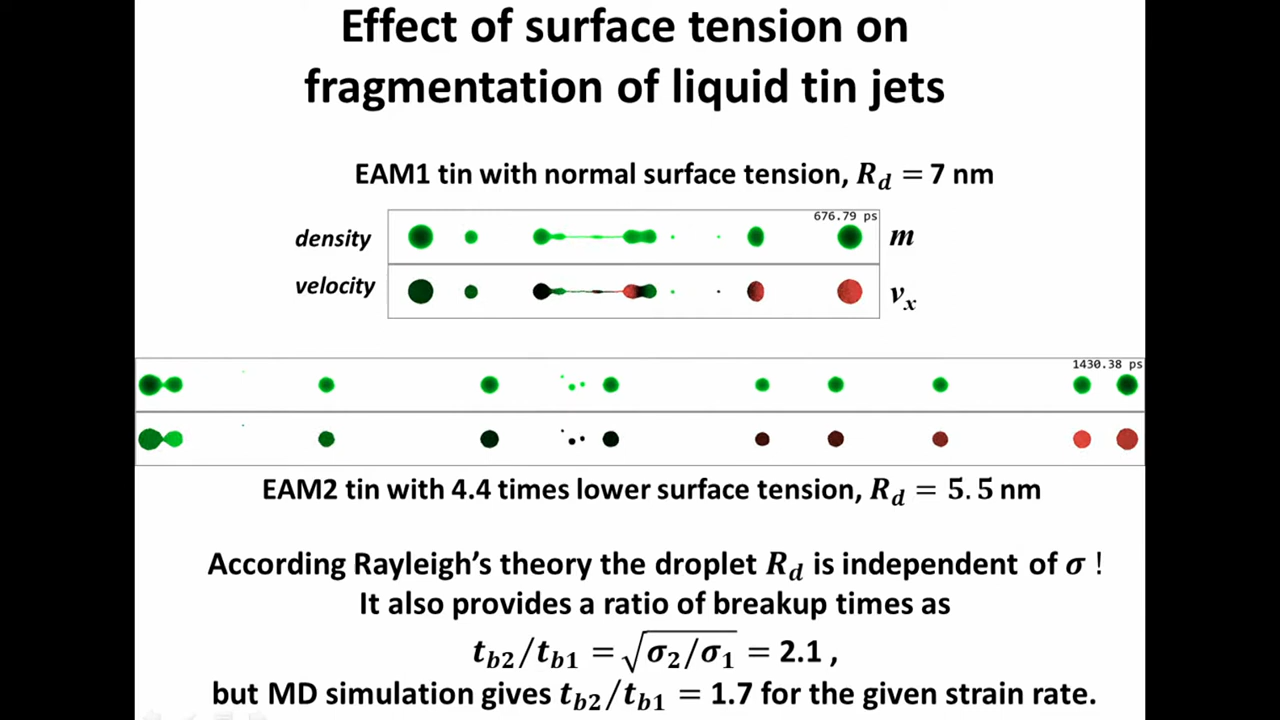 Effect of surface tension on
fragmentation of liquid tin jets
EAM1 tin with normal surface tension, R_d = 7 nm
676.79 ps
density m
velocity v_x
1430.38 ps
EAM2 tin with 4.4 times lower surface tension, R_d = 5.5 nm
According Rayleigh's theory the droplet R_d is independent of σ !
It also provides a ratio of breakup times as
t_b2/t_b1 = √σ_2/σ_1 = 2.1 ,
but MD simulation gives t_b2/t_b1 = 1.7 for the given strain rate.